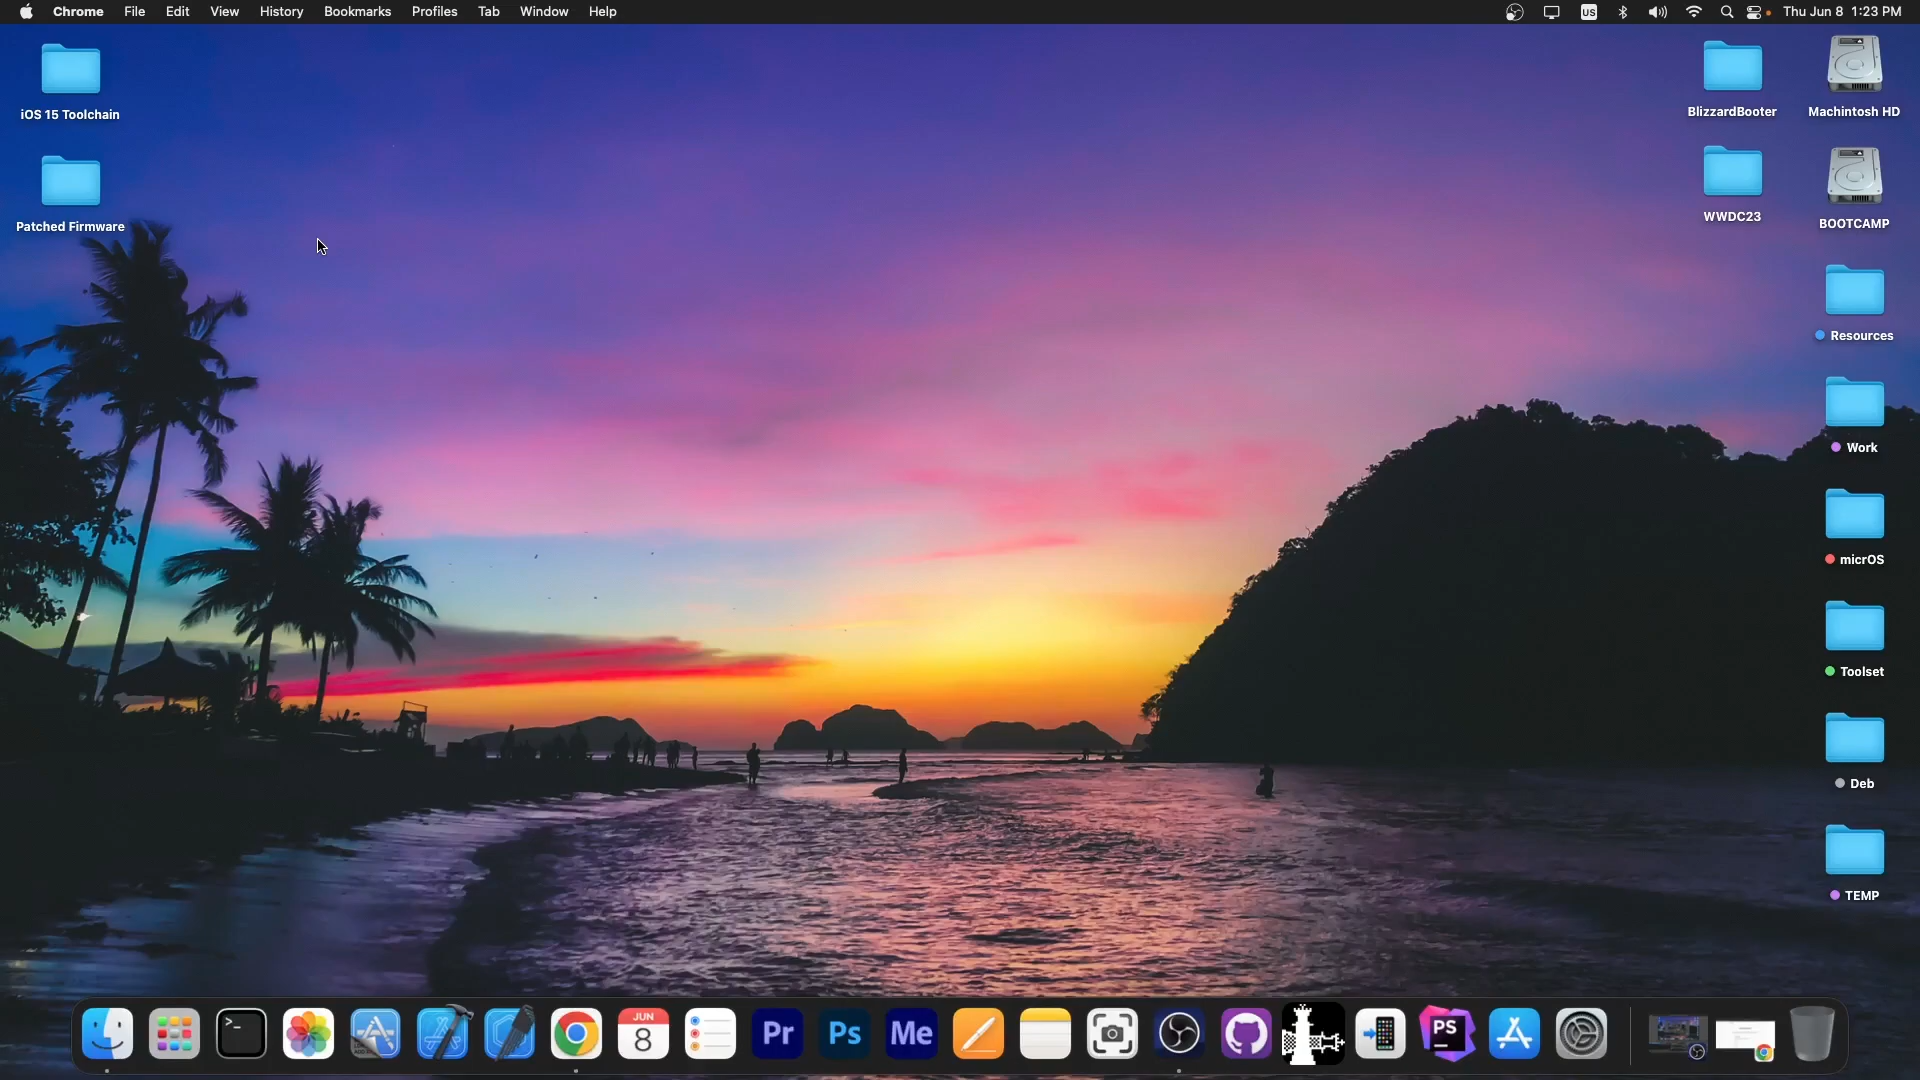 Chrome File Edit View History Bookmarks Profiles Tab Window Help US Thu Jun 8 1:23 PM
iOS 15 Toolchain
Patched Firmware
BlizzardBooter
Machintosh HD
WWDC23
BOOTCAMP
Resources
Work
micrOS
Toolset
Deb
TEMP
>_
JUN
8
Pr
Ps
Me
PS